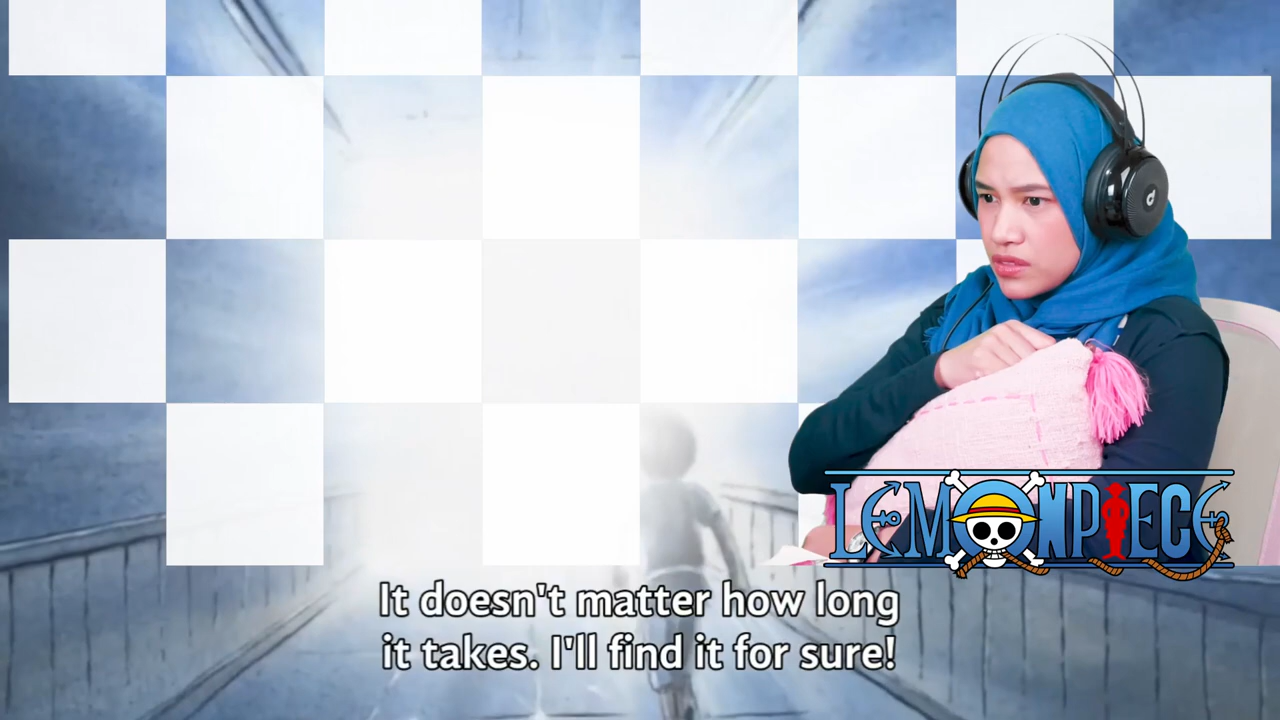 LEMONPIECE
It doesn't matter how long
it takes. I'll find it for sure!